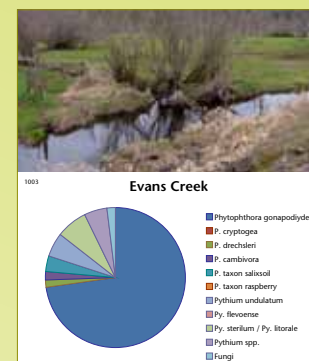 1003
Evans Creek
Phytophthora gonapodiyde
P. cryptogea
P. drechsleri
P. cambivora
P. taxon salixsoil
P. taxon raspberry
Pythium undulatum
Py. flevoense
Py. sterilum / Py. litorale
Pythium spp.
Fungi